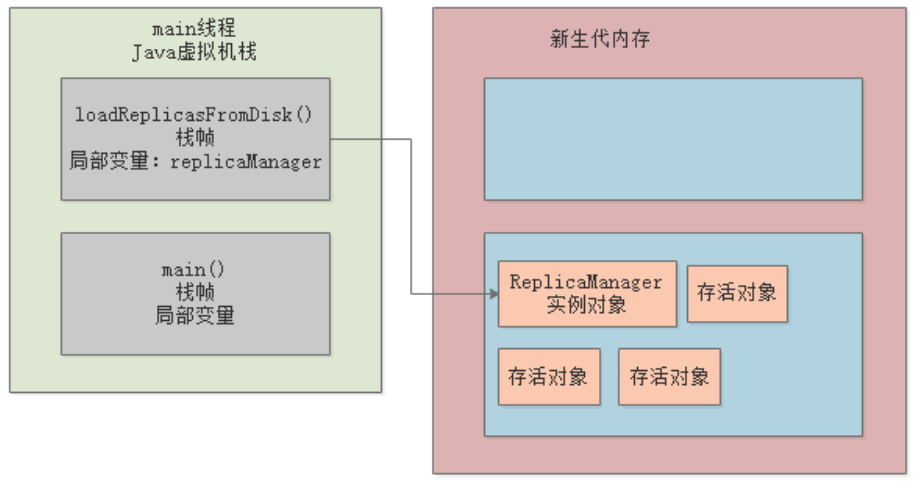 main线程
Java虚拟机栈
loadReplicasFromDisk()
栈帧
局部变量：replicaManager
main()
栈帧
局部变量
新生代内存
ReplicaManager
实例对象
存活对象
存活对象
存活对象